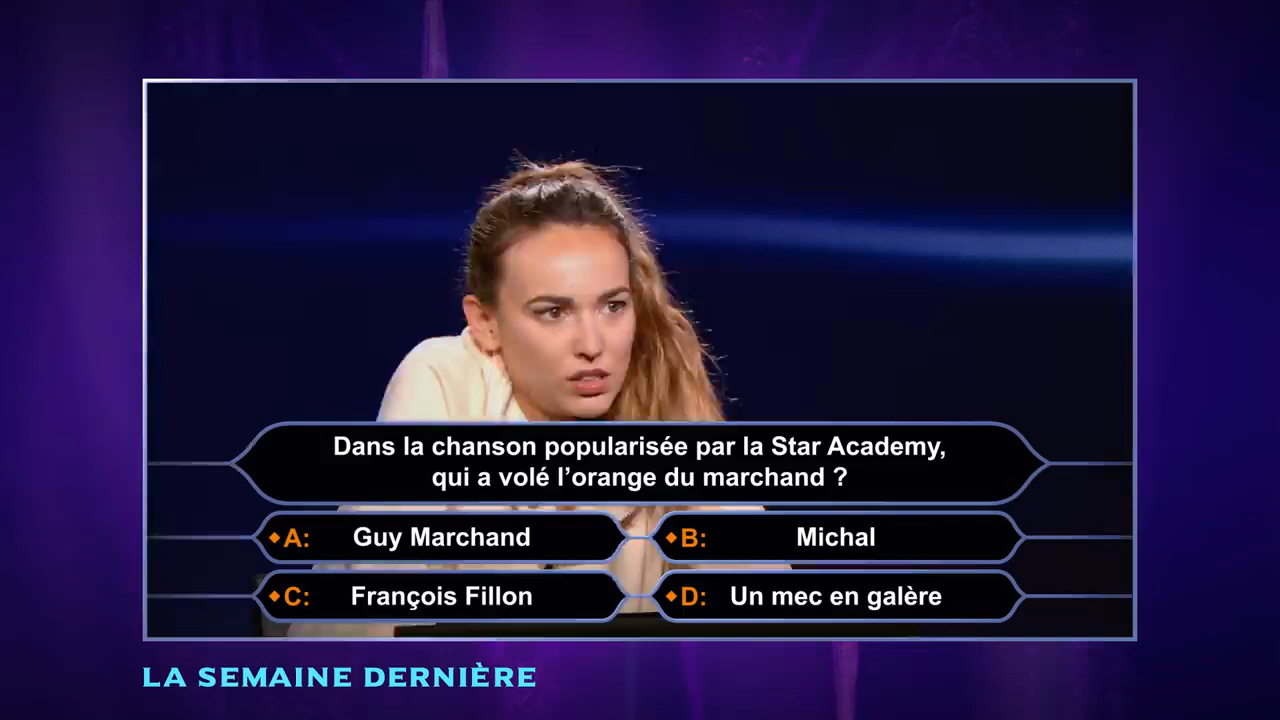 Dans la chanson popularisée par la Star Academy,
qui a volé l’orange du marchand ?
A: Guy Marchand
B: Michal
C: François Fillon
D: Un mec en galère
LA SEMAINE DERNIÈRE